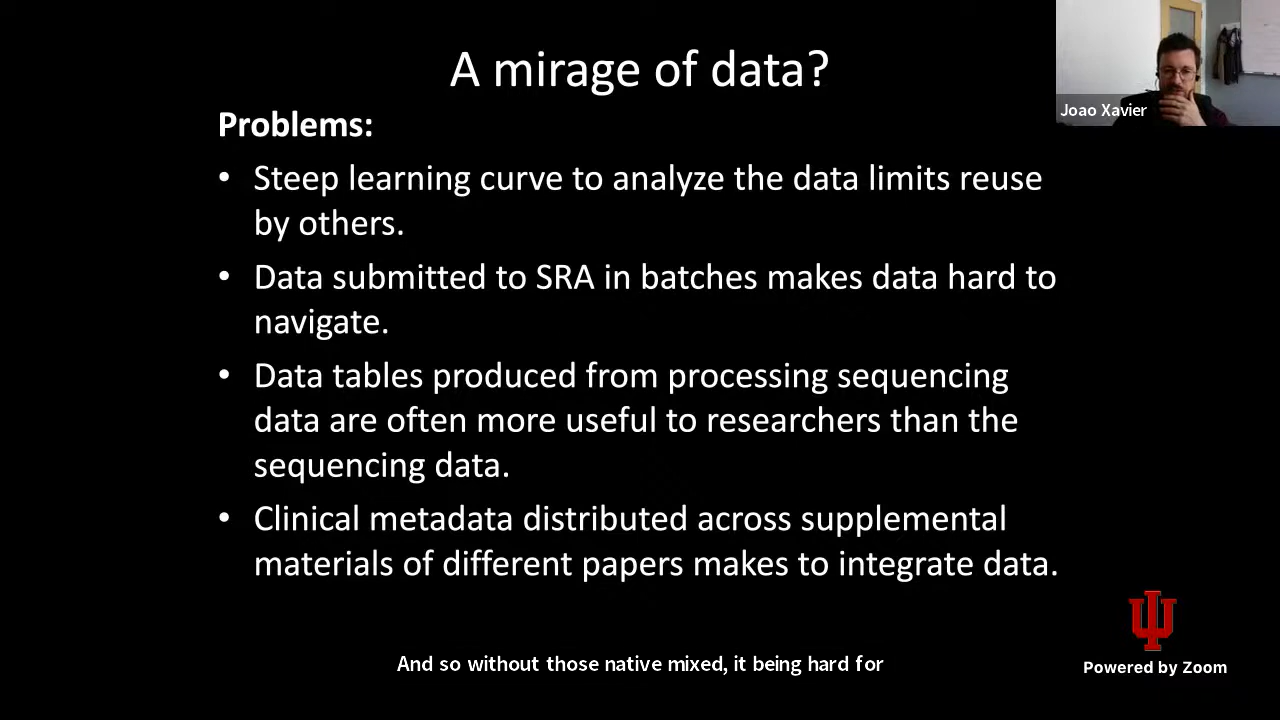 A mirage of data?
Joao Xavier
Problems:
• Steep learning curve to analyze the data limits reuse
by others.
• Data submitted to SRA in batches makes data hard to
navigate.
• Data tables produced from processing sequencing
data are often more useful to researchers than the
sequencing data.
• Clinical metadata distributed across supplemental
materials of different papers makes to integrate data.
And so without those native mixed, it being hard for
Powered by Zoom